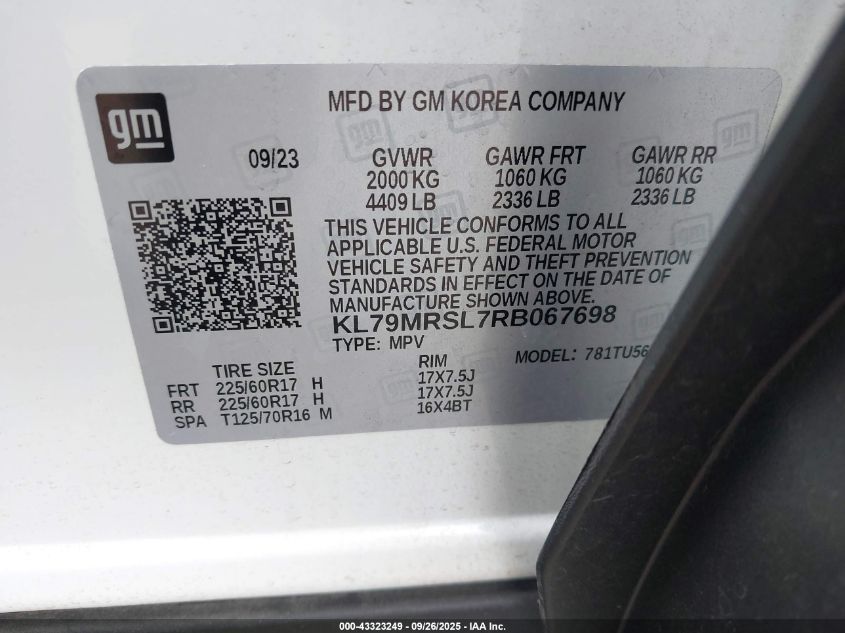 gm
MFD BY GM KOREA COMPANY
09/23 GVWR GAWR FRT GAWR RR
2000 KG 1060 KG 1060 KG
4409 LB 2336 LB 2336 LB
THIS VEHICLE CONFORMS TO ALL
APPLICABLE U.S. FEDERAL MOTOR
VEHICLE SAFETY AND THEFT PREVENTION
STANDARDS IN EFFECT ON THE DATE OF
MANUFACTURE SHOWN ABOVE.
KL79MRSL7RB067698
TYPE: MPV MODEL: 781TU56
TIRE SIZE RIM
FRT 225/60R17 H 17X7.5J
RR 225/60R17 H 17X7.5J
SPA T125/70R16 M 16X4BT
000-43323249 - 09/26/2025 - IAA Inc.